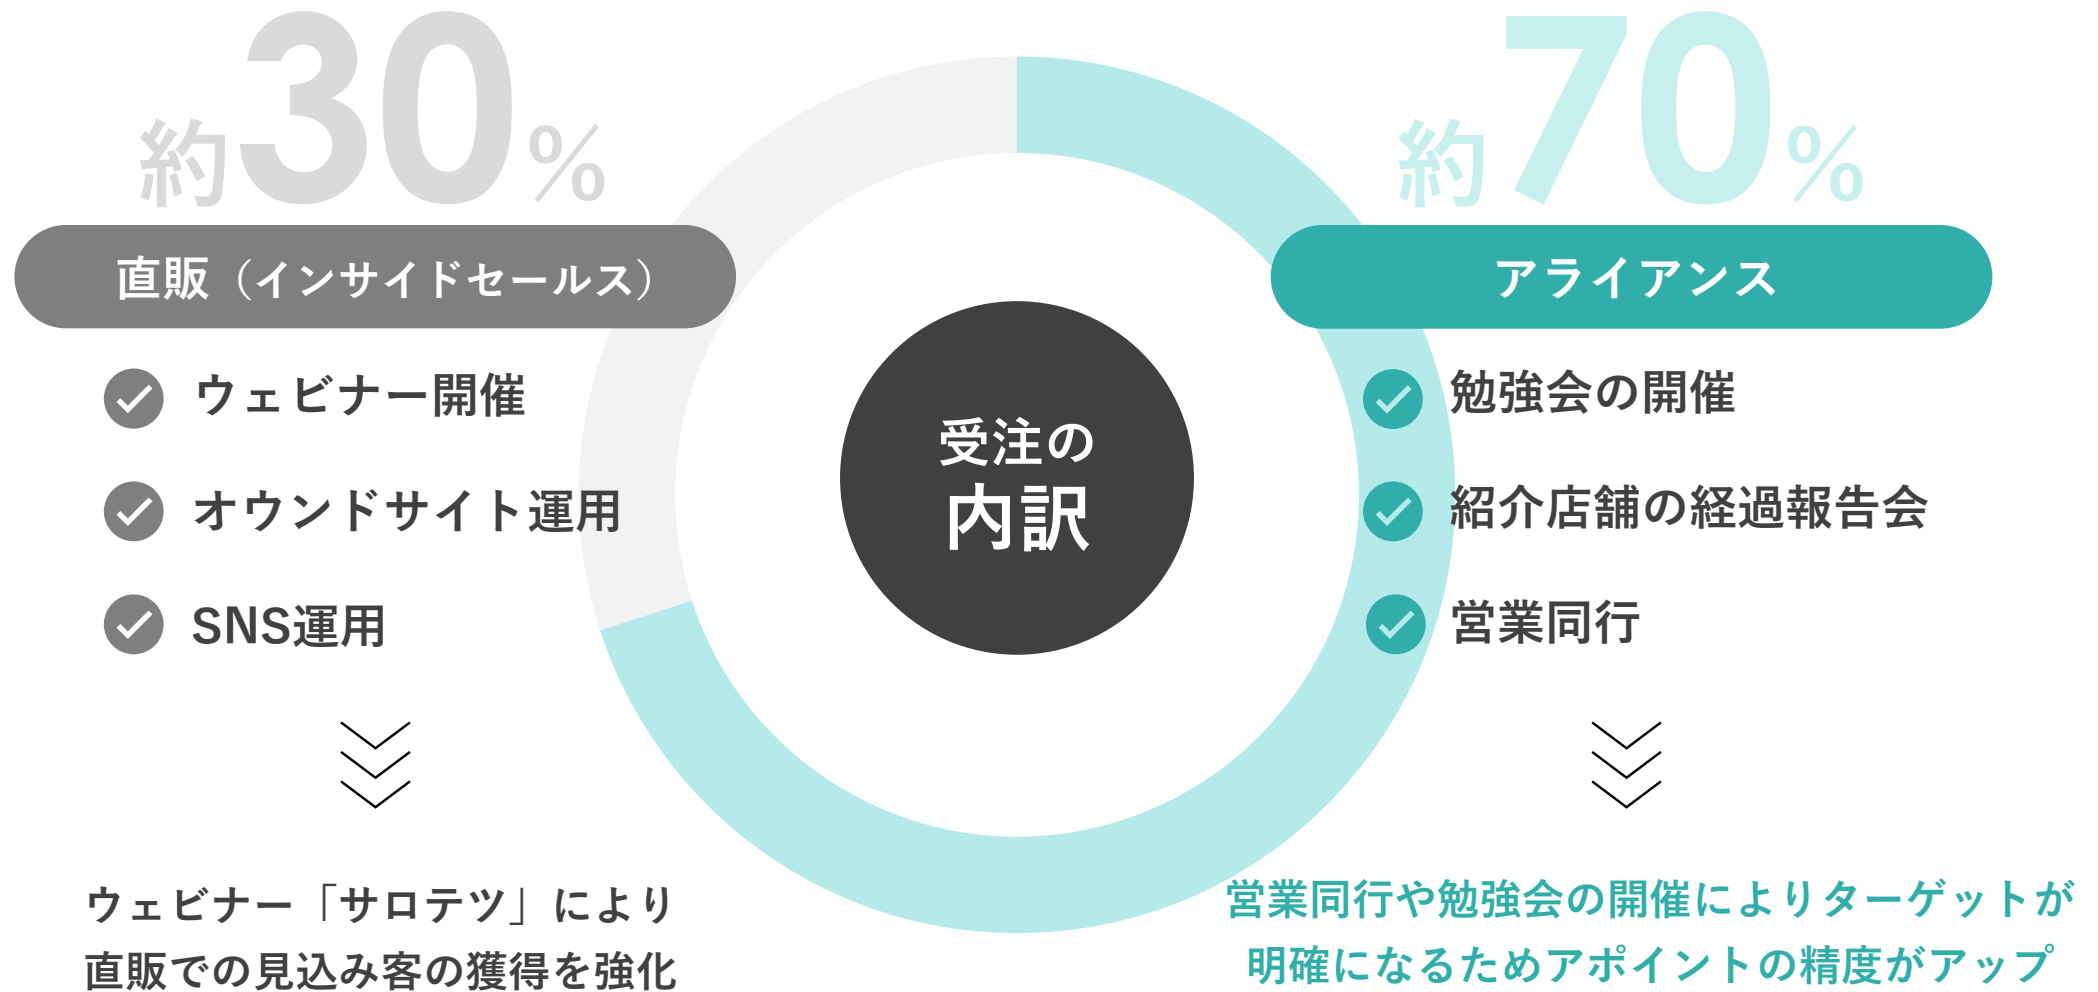 約30%
直販（インサイドセールス）
ウェビナー開催
オウンドサイト運用
SNS運用
ウェビナー「サロテツ」により
直販での見込み客の獲得を強化
受注の
内訳
約70%
アライアンス
勉強会の開催
紹介店舗の経過報告会
営業同行
営業同行や勉強会の開催によりターゲットが
明確になるためアポイントの精度がアップ